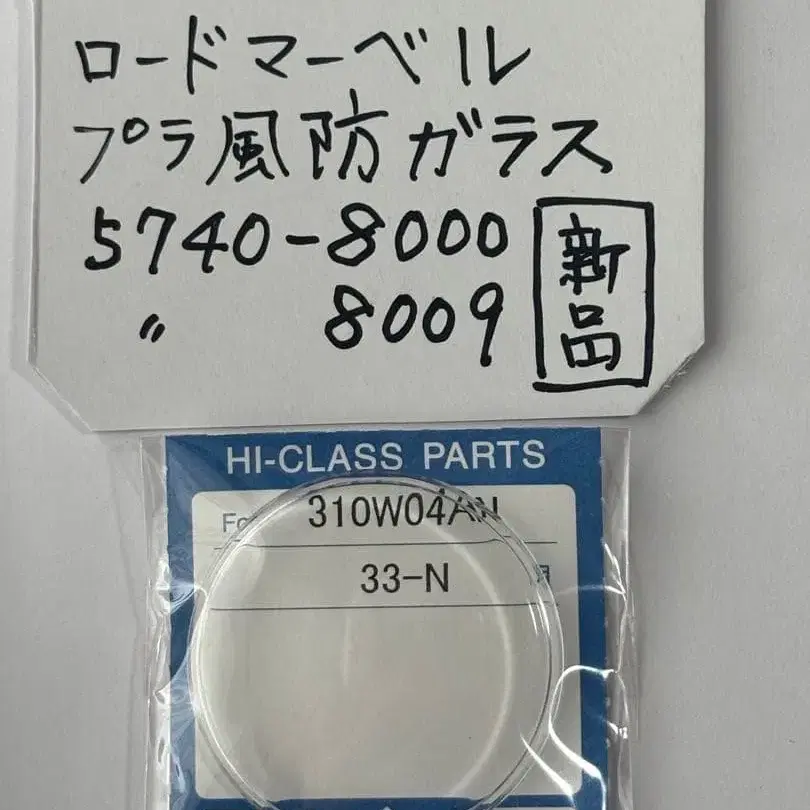 ロードマーベル
プラ風防ガラス
5740-8000
〃 8009
新品
HI-CLASS PARTS
310W04AN
33-N
用